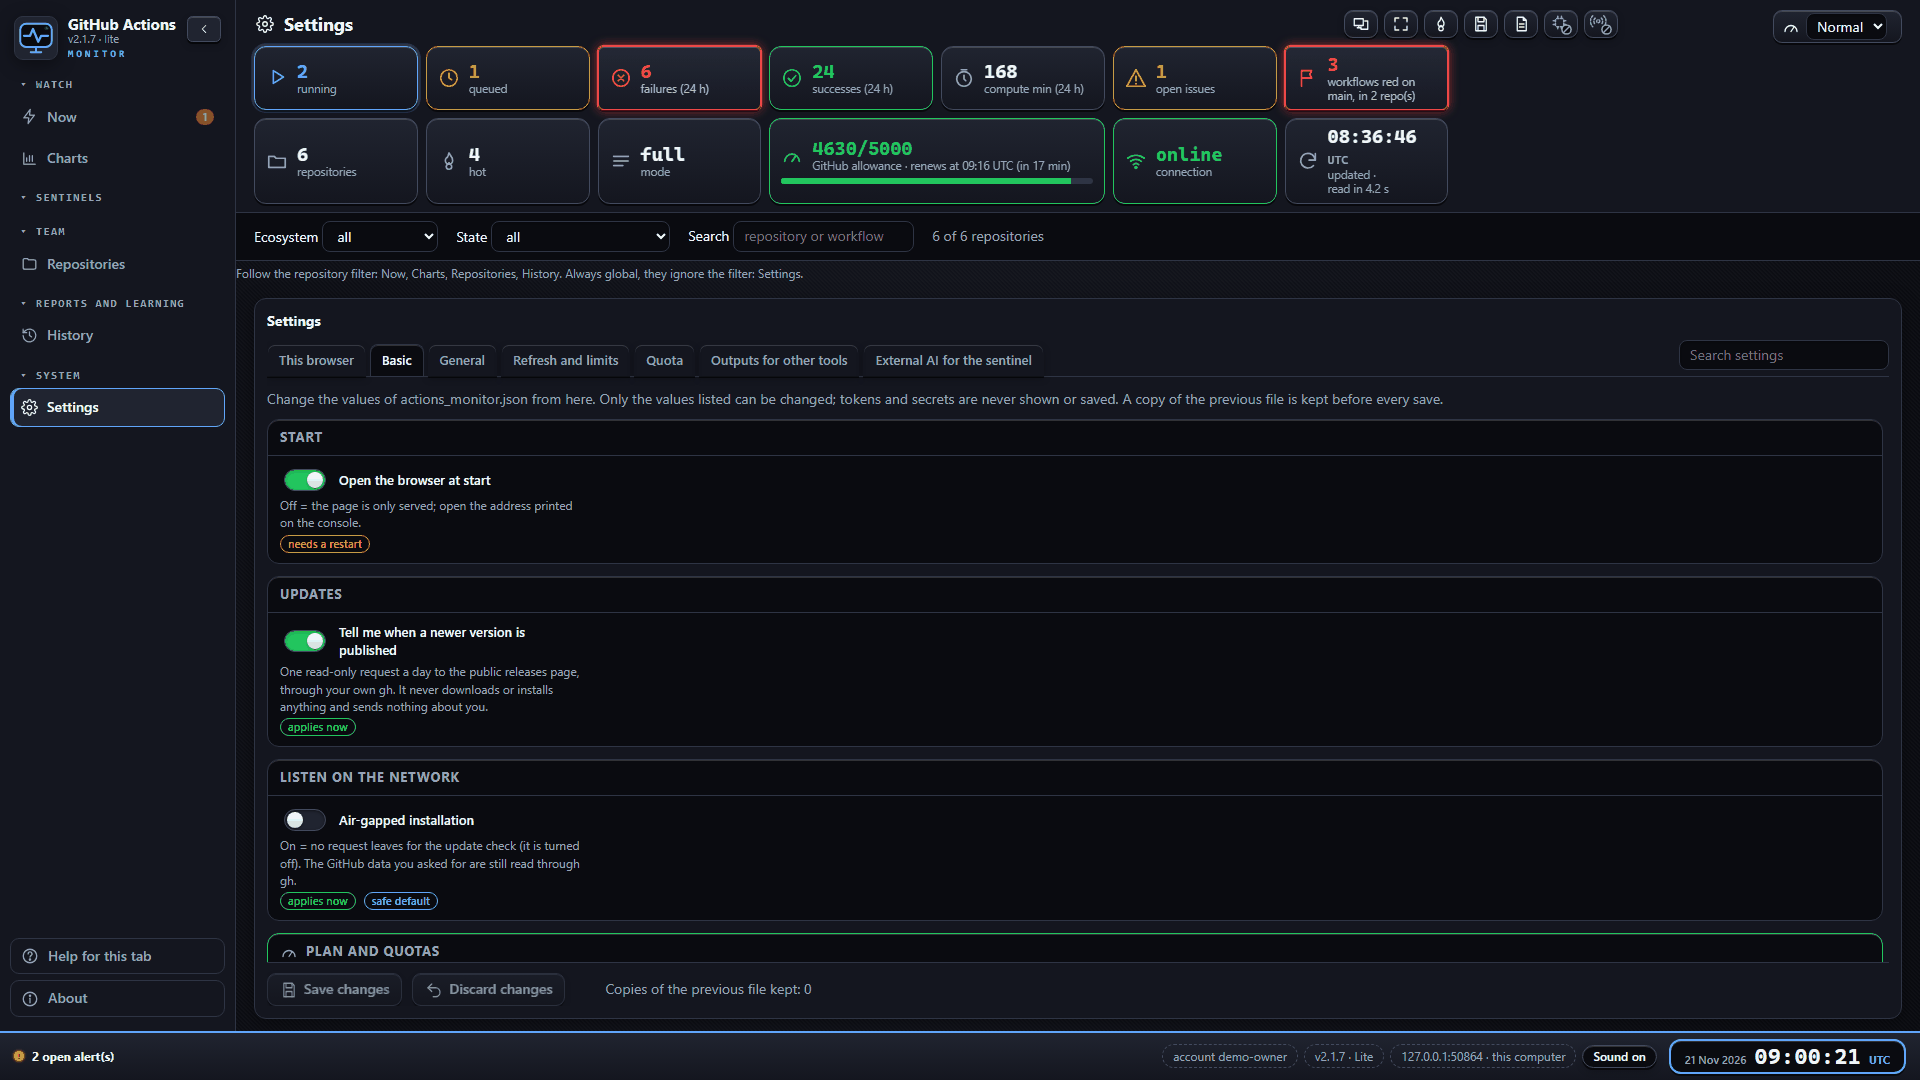 GitHub Actions
v2.1.7 · lite
MONITOR
WATCH
Now
1
Charts
SENTINELS
TEAM
Repositories
REPORTS AND LEARNING
History
SYSTEM
Settings
Help for this tab
About
Settings
Normal
2
running
1
queued
6
failures (24 h)
24
successes (24 h)
168
compute min (24 h)
1
open issues
3
workflows red on
main, in 2 repo(s)
6
repositories
4
hot
full
mode
4630/5000
GitHub allowance · renews at 09:16 UTC (in 17 min)
online
connection
08:36:46
UTC
updated ·
read in 4.2 s
Ecosystem
all
State
all
Search
repository or workflow
6 of 6 repositories
Follow the repository filter: Now, Charts, Repositories, History. Always global, they ignore the filter: Settings.
Settings
This browser
Basic
General
Refresh and limits
Quota
Outputs for other tools
External AI for the sentinel
Search settings
Change the values of actions_monitor.json from here. Only the values listed can be changed; tokens and secrets are never shown or saved. A copy of the previous file is kept before every save.
START
Open the browser at start
Off = the page is only served; open the address printed
on the console.
needs a restart
UPDATES
Tell me when a newer version is
published
One read-only request a day to the public releases page,
through your own gh. It never downloads or installs
anything and sends nothing about you.
applies now
LISTEN ON THE NETWORK
Air-gapped installation
On = no request leaves for the update check (it is turned
off). The GitHub data you asked for are still read through
gh.
applies now
safe default
PLAN AND QUOTAS
Save changes
Discard changes
Copies of the previous file kept: 0
2 open alert(s)
account demo-owner
v2.1.7 · Lite
127.0.0.1:50864 · this computer
Sound on
21 Nov 2026
09:00:21
UTC